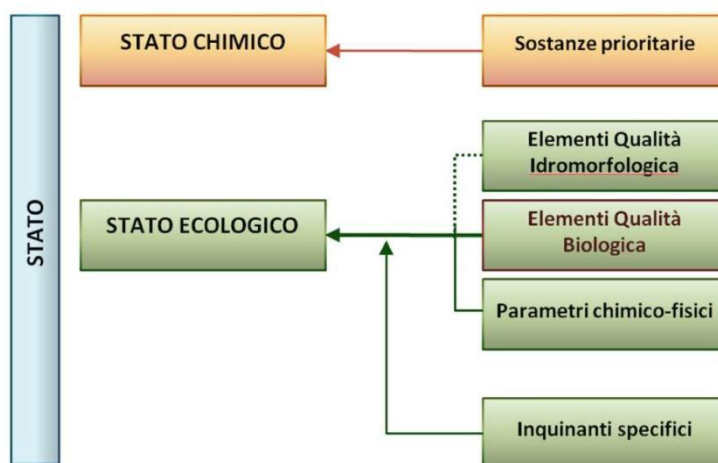 STATO
STATO CHIMICO
Sostanze prioritarie
Elementi Qualità
Idromorfologica
STATO ECOLOGICO
Elementi Qualità
Biologica
Parametri chimico-fisici
Inquinanti specifici